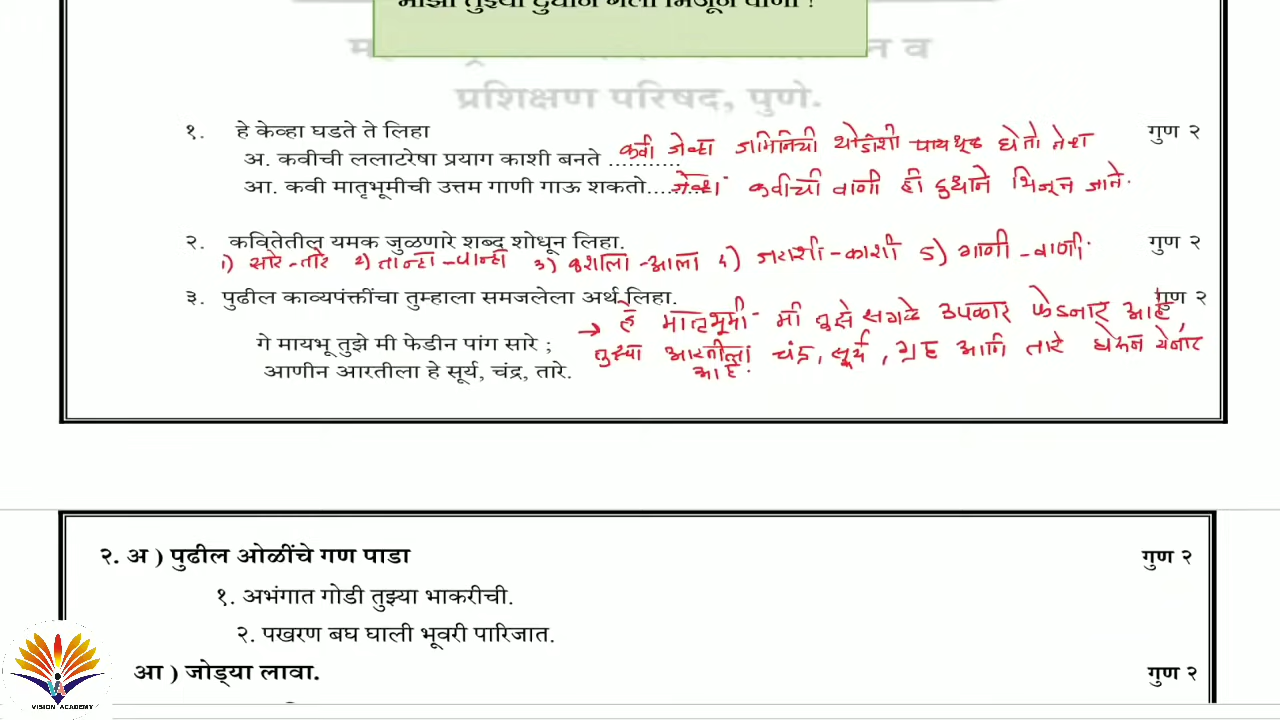 माझी तुझ्या दुधाने गेली भिजून वाणी !
प्रशिक्षण परिषद, पुणे.
१. हे केव्हा घडते ते लिहा गुण २
अ. कवीची ललाटरेषा प्रयाग काशी बनते ........... कवी जेव्हा जमिनिची थोडीशी पायधूळ घेतो तेव्हा
आ. कवी मातृभूमीची उत्तम गाणी गाऊ शकतो......... जेव्हा कवीची वाणी ही दुधाने भिजून जाते.
२. कवितेतील यमक जुळणारे शब्द शोधून लिहा. गुण २
१) सारे-तारे २) तान्हा-पान्हा ३) कशाला-आला ४) जराशी-काशी ५) गाणी-वाणी
३. पुढील काव्यपंक्तींचा तुम्हाला समजलेला अर्थ लिहा. गुण २
→ हे मातृभूमी मी तुझे सगळे उपकार फेडनार आहे,
गे मायभू तुझे मी फेडीन पांग सारे ;
तुझ्या आरतीला चंद्र, सूर्य, ग्रह आणि तारे घेऊन येनार
आणीन आरतीला हे सूर्य, चंद्र, तारे.
आहे.
२. अ ) पुढील ओळींचे गण पाडा गुण २
१. अभंगात गोडी तुझ्या भाकरीची.
२. पखरण बघ घाली भूवरी पारिजात.
आ ) जोड्या लावा. गुण २
VISION ACADEMY